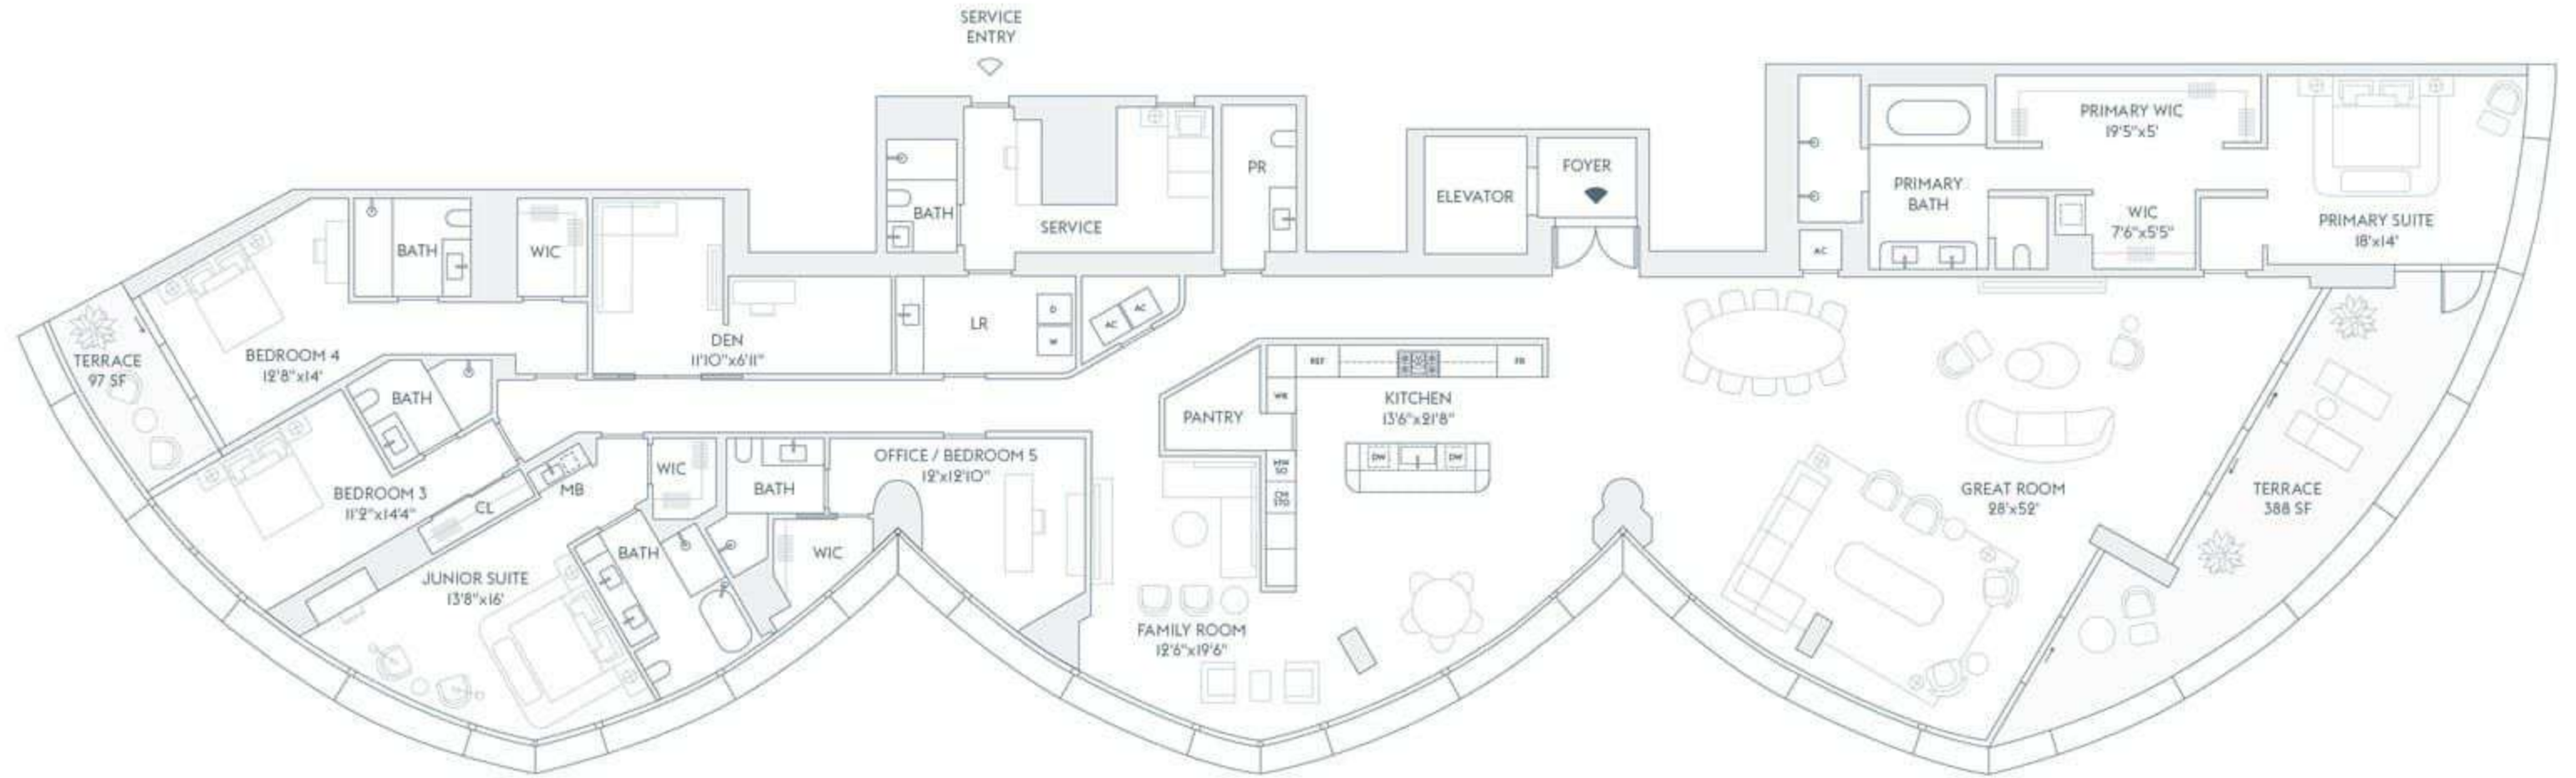 SERVICE
ENTRY
PRIMARY WIC
19'5"x5'
PR
FOYER
ELEVATOR
PRIMARY
BATH
BATH
SERVICE
WIC
7'6"x5'5"
PRIMARY SUITE
18'x14'
BATH
WIC
AC
D
W
LR
AC
AC
DEN
11'10"x6'11"
TERRACE
97 SF
BEDROOM 4
12'8"x14'
REF
FR
WR
BATH
KITCHEN
13'6"x21'8"
PANTRY
OFFICE / BEDROOM 5
12'x12'10"
DW
DW
MW
SO
CM
STO
WIC
BATH
MB
BEDROOM 3
11'2"x14'4"
CL
GREAT ROOM
28'x52'
TERRACE
388 SF
BATH
WIC
JUNIOR SUITE
13'8"x16'
FAMILY ROOM
12'6"x19'6"